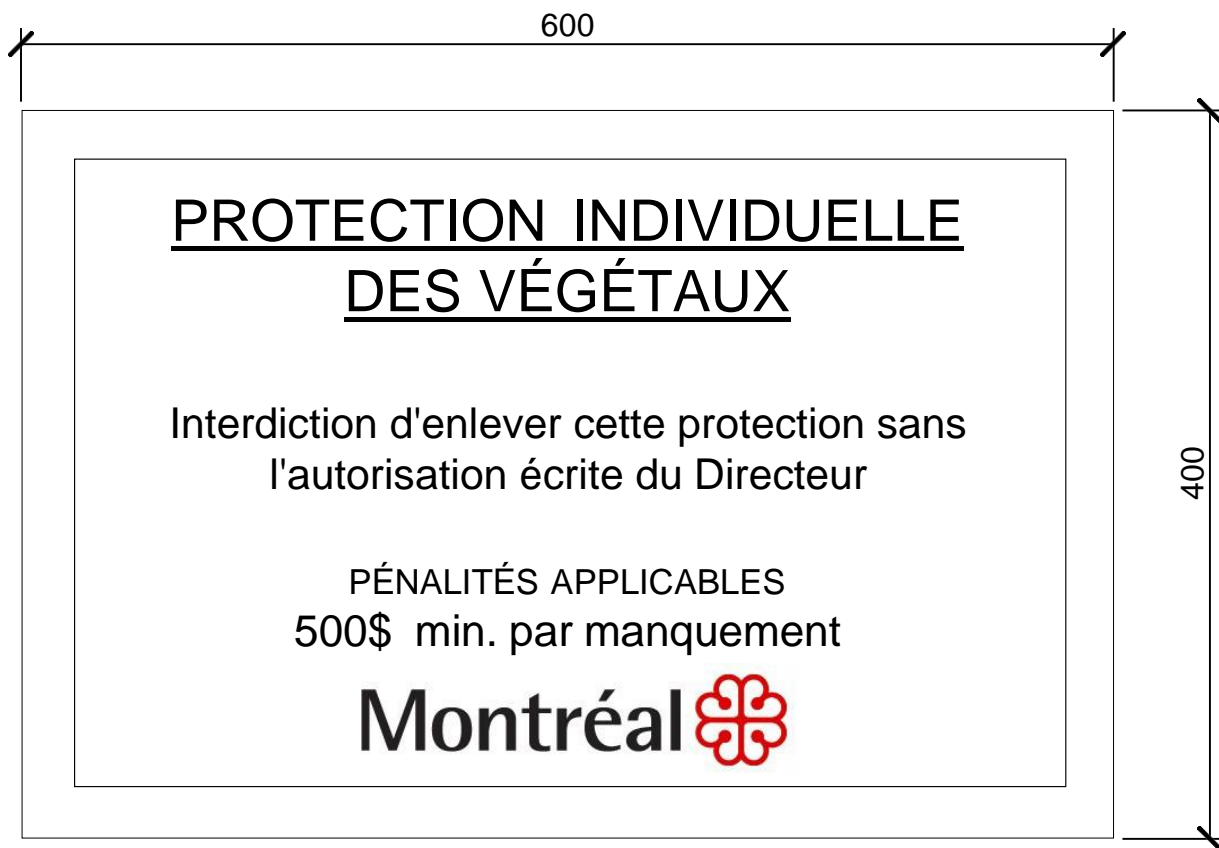 600
PROTECTION INDIVIDUELLE
DES VÉGÉTAUX
Interdiction d'enlever cette protection sans
l'autorisation écrite du Directeur
400
PÉNALITÉS APPLICABLES
500$ min. par manquement
Montréal